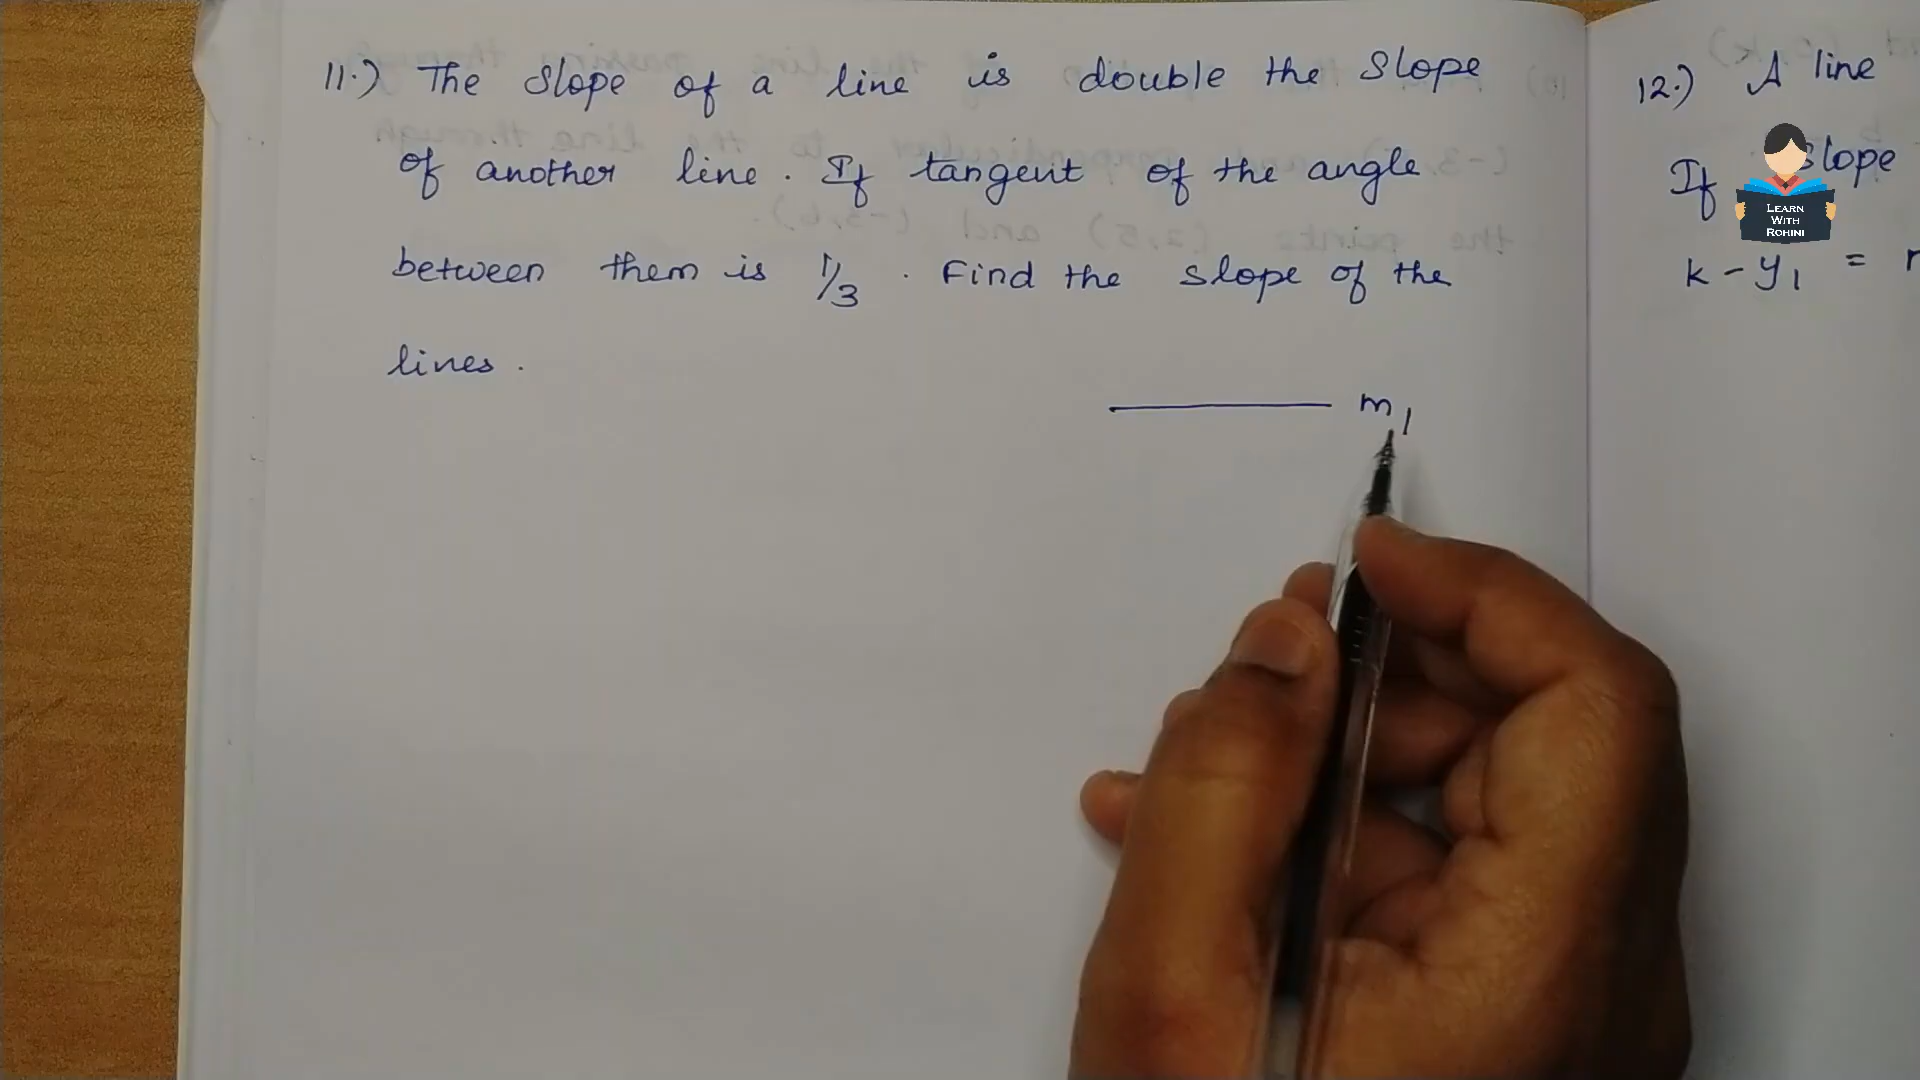 11.) The slope of a line is double the slope
of another line. If tangent of the angle
between them is 1/3. Find the slope of the
lines.
m1
12.) A line
If slope
k - y1 =
LEARN
WITH
ROHINI